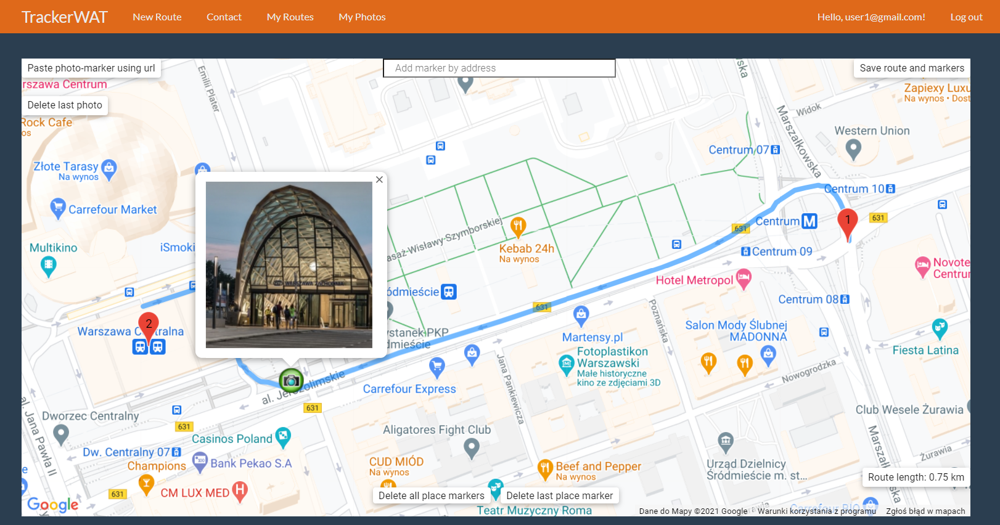 TrackerWAT
New Route
Contact
My Routes
My Photos
Hello, user1@gmail.com!
Log out
Paste photo-marker using url
Add marker by address
Save route and markers
rszawa Centrum
Delete last photo
Rock Cafe
os
Emilii Plater
Zapiexy Luxu
Na wynos • Dost
Widok
Marszałkowska
Western Union
Centrum 07
Złote Tarasy
Na wynos
Centrum 10
Carrefour Market
WARSZAWA ZACHODNIA
631
Centrum
M
1
631
Pasaż Wisławy Szymborskiej
Kebab 24h
Na wynos
Multikino
iSmoki
Centrum 09
Novote
Centrum
Hotel Metropol
ódmieście
Centrum 08
631
Poznańska
2
Warszawa Centralna
Salon Mody Ślubnej
MADONNA
ystanek PKP
dmieście
Martensy.pl
Fiesta Latina
Fotoplastikon
Warszawski
Małe historyczne
kino ze zdjęciami 3D
Jana Pankiewicza
Nowogrodzka
al. Jerozolimskie
Carrefour Express
631
al. Jana Pawła II
Dworzec Centralny
Club Wesele Żurawia
631
Aligatores Fight Club
Casinos Poland
Marszał
Dw. Centralny 07
Żurawia
Champions
Bank Pekao S.A
CUD MIÓD
Na wynos
Beef and Pepper
Na wynos
Urząd Dzielnicy
Śródmieście m. st...
e
Route length: 0.75 km
631
CM LUX MED
Delete all place markers
Delete last place marker
Google
Teatr Muzyczny Roma
Carrefour BIO
Dane do Mapy ©2021 Google
Warunki korzystania z programu
Zgłoś błąd w mapach